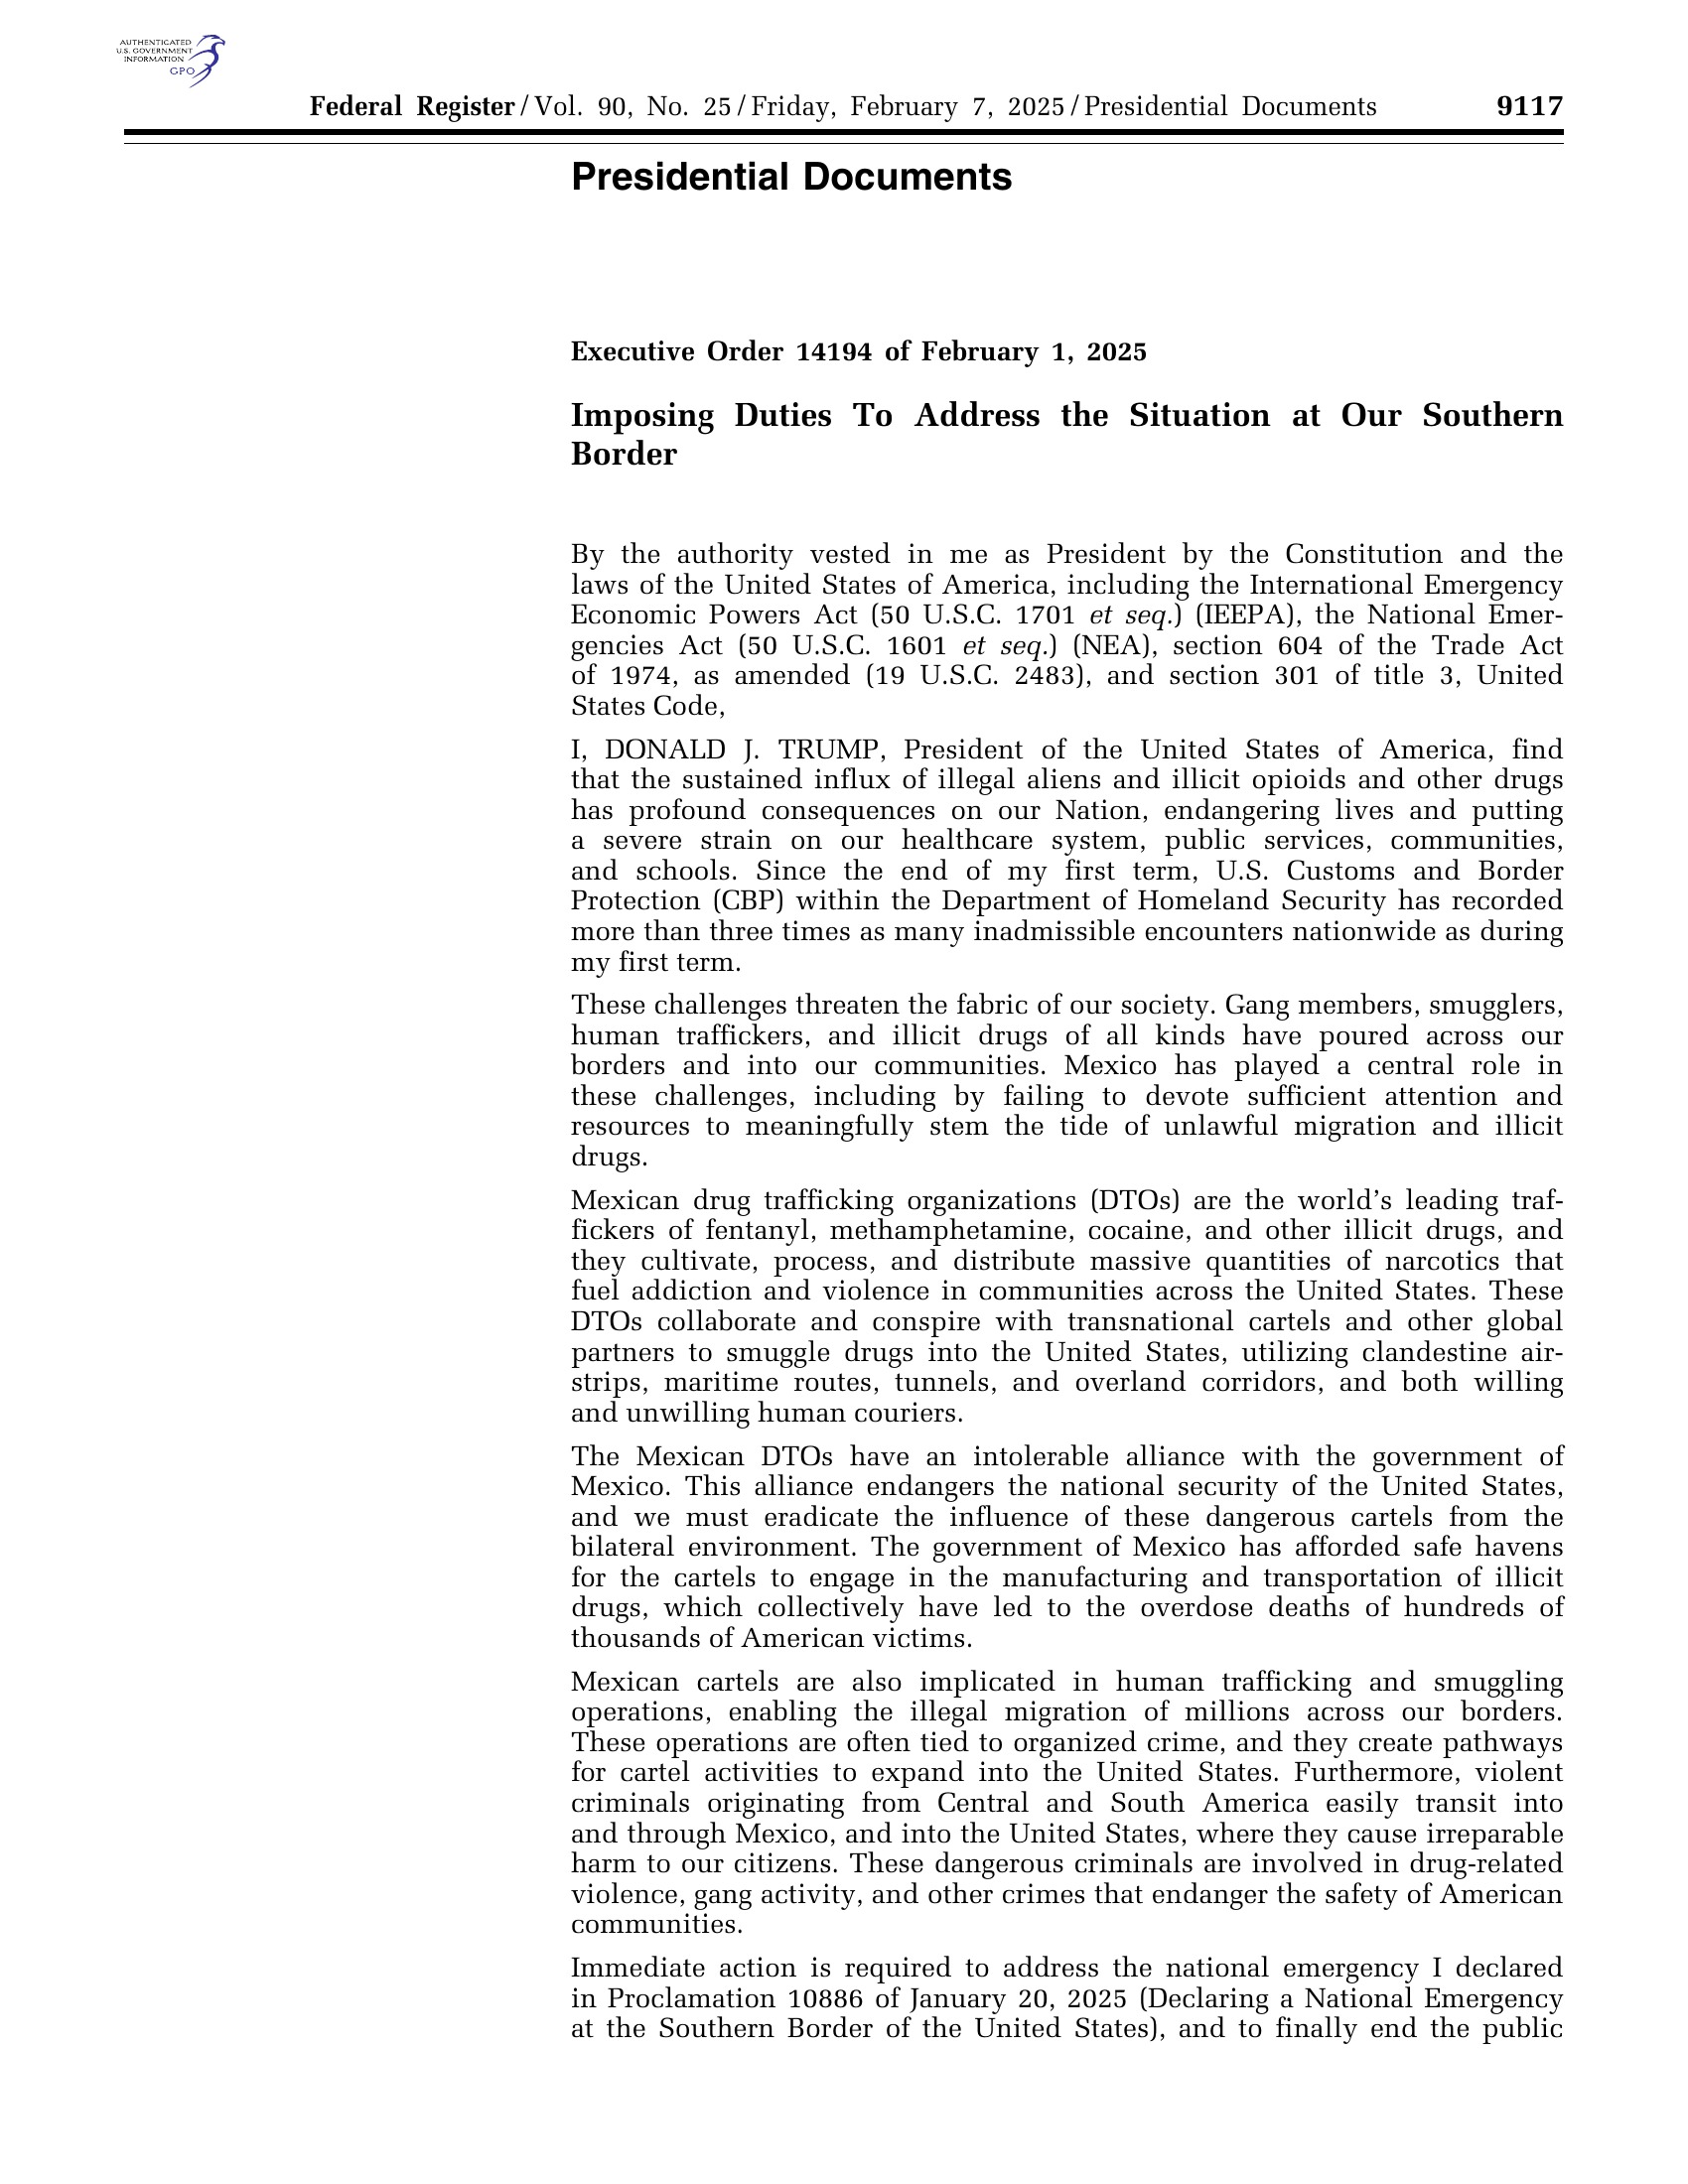 AUTHENTICATED
U.S. GOVERNMENT
INFORMATION
GPO
Federal Register / Vol. 90, No. 25 / Friday, February 7, 2025 / Presidential Documents 9117
Presidential Documents
Executive Order 14194 of February 1, 2025
Imposing Duties To Address the Situation at Our Southern
Border
By the authority vested in me as President by the Constitution and the
laws of the United States of America, including the International Emergency
Economic Powers Act (50 U.S.C. 1701 et seq.) (IEEPA), the National Emer-
gencies Act (50 U.S.C. 1601 et seq.) (NEA), section 604 of the Trade Act
of 1974, as amended (19 U.S.C. 2483), and section 301 of title 3, United
States Code,
I, DONALD J. TRUMP, President of the United States of America, find
that the sustained influx of illegal aliens and illicit opioids and other drugs
has profound consequences on our Nation, endangering lives and putting
a severe strain on our healthcare system, public services, communities,
and schools. Since the end of my first term, U.S. Customs and Border
Protection (CBP) within the Department of Homeland Security has recorded
more than three times as many inadmissible encounters nationwide as during
my first term.
These challenges threaten the fabric of our society. Gang members, smugglers,
human traffickers, and illicit drugs of all kinds have poured across our
borders and into our communities. Mexico has played a central role in
these challenges, including by failing to devote sufficient attention and
resources to meaningfully stem the tide of unlawful migration and illicit
drugs.
Mexican drug trafficking organizations (DTOs) are the world's leading traf-
fickers of fentanyl, methamphetamine, cocaine, and other illicit drugs, and
they cultivate, process, and distribute massive quantities of narcotics that
fuel addiction and violence in communities across the United States. These
DTOs collaborate and conspire with transnational cartels and other global
partners to smuggle drugs into the United States, utilizing clandestine air-
strips, maritime routes, tunnels, and overland corridors, and both willing
and unwilling human couriers.
The Mexican DTOs have an intolerable alliance with the government of
Mexico. This alliance endangers the national security of the United States,
and we must eradicate the influence of these dangerous cartels from the
bilateral environment. The government of Mexico has afforded safe havens
for the cartels to engage in the manufacturing and transportation of illicit
drugs, which collectively have led to the overdose deaths of hundreds of
thousands of American victims.
Mexican cartels are also implicated in human trafficking and smuggling
operations, enabling the illegal migration of millions across our borders.
These operations are often tied to organized crime, and they create pathways
for cartel activities to expand into the United States. Furthermore, violent
criminals originating from Central and South America easily transit into
and through Mexico, and into the United States, where they cause irreparable
harm to our citizens. These dangerous criminals are involved in drug-related
violence, gang activity, and other crimes that endanger the safety of American
communities.
Immediate action is required to address the national emergency I declared
in Proclamation 10886 of January 20, 2025 (Declaring a National Emergency
at the Southern Border of the United States), and to finally end the public